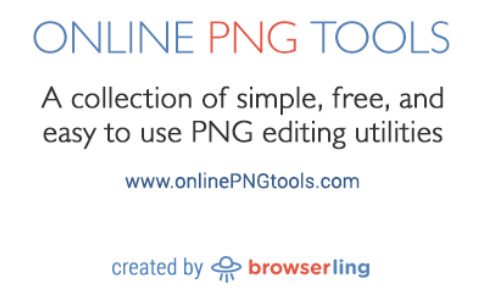 ONLINE PNG TOOLS
A collection of simple, free, and
easy to use PNG editing utilities
www.onlinePNGtools.com
created by browserling